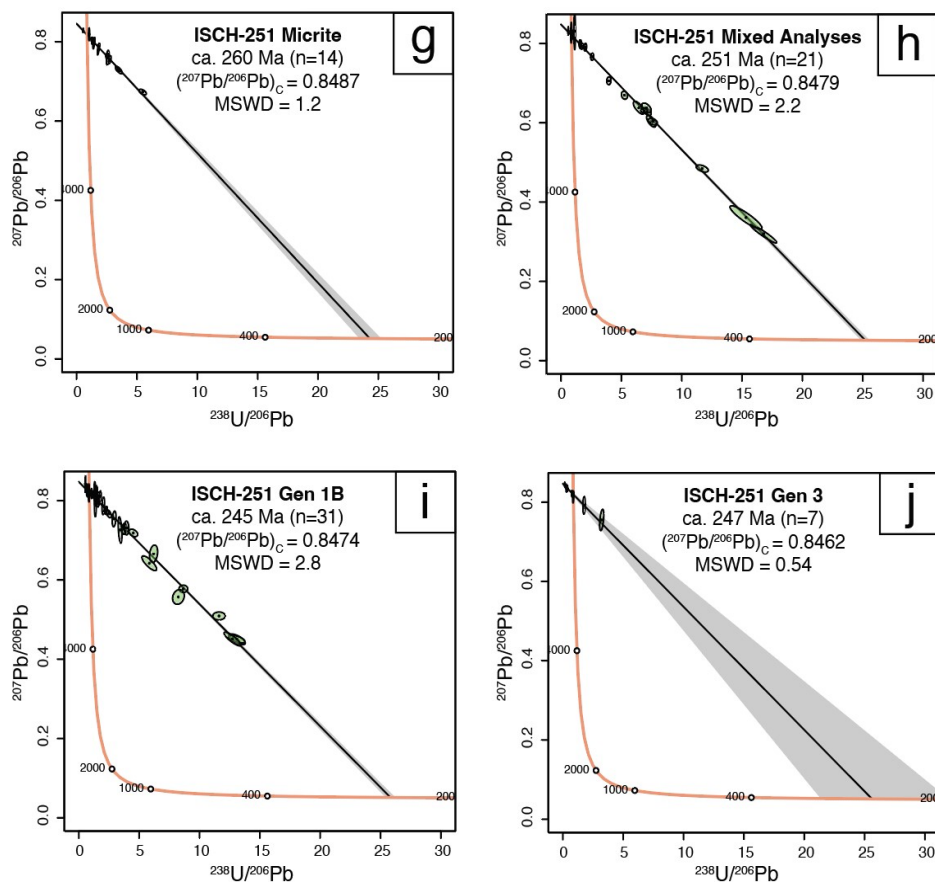 g
ISCH-251 Micrite
ca. 260 Ma (n=14)
(²⁰⁷Pb/²⁰⁶Pb)C = 0.8487
MSWD = 1.2
0.8
0.6
0.4
0.2
0.0
²⁰⁷Pb/²⁰⁶Pb
4000
2000
1000
400
200
0 5 10 15 20 25 30
²³⁸U/²⁰⁶Pb
h
ISCH-251 Mixed Analyses
ca. 251 Ma (n=21)
(²⁰⁷Pb/²⁰⁶Pb)C = 0.8479
MSWD = 2.2
0.8
0.6
0.4
0.2
0.0
²⁰⁷Pb/²⁰⁶Pb
4000
2000
1000
400
200
0 5 10 15 20 25 30
²³⁸U/²⁰⁶Pb
i
ISCH-251 Gen 1B
ca. 245 Ma (n=31)
(²⁰⁷Pb/²⁰⁶Pb)C = 0.8474
MSWD = 2.8
0.8
0.6
0.4
0.2
0.0
²⁰⁷Pb/²⁰⁶Pb
4000
2000
1000
400
200
0 5 10 15 20 25 30
²³⁸U/²⁰⁶Pb
j
ISCH-251 Gen 3
ca. 247 Ma (n=7)
(²⁰⁷Pb/²⁰⁶Pb)C = 0.8462
MSWD = 0.54
0.8
0.6
0.4
0.2
0.0
²⁰⁷Pb/²⁰⁶Pb
4000
2000
1000
400
200
0 5 10 15 20 25 30
²³⁸U/²⁰⁶Pb